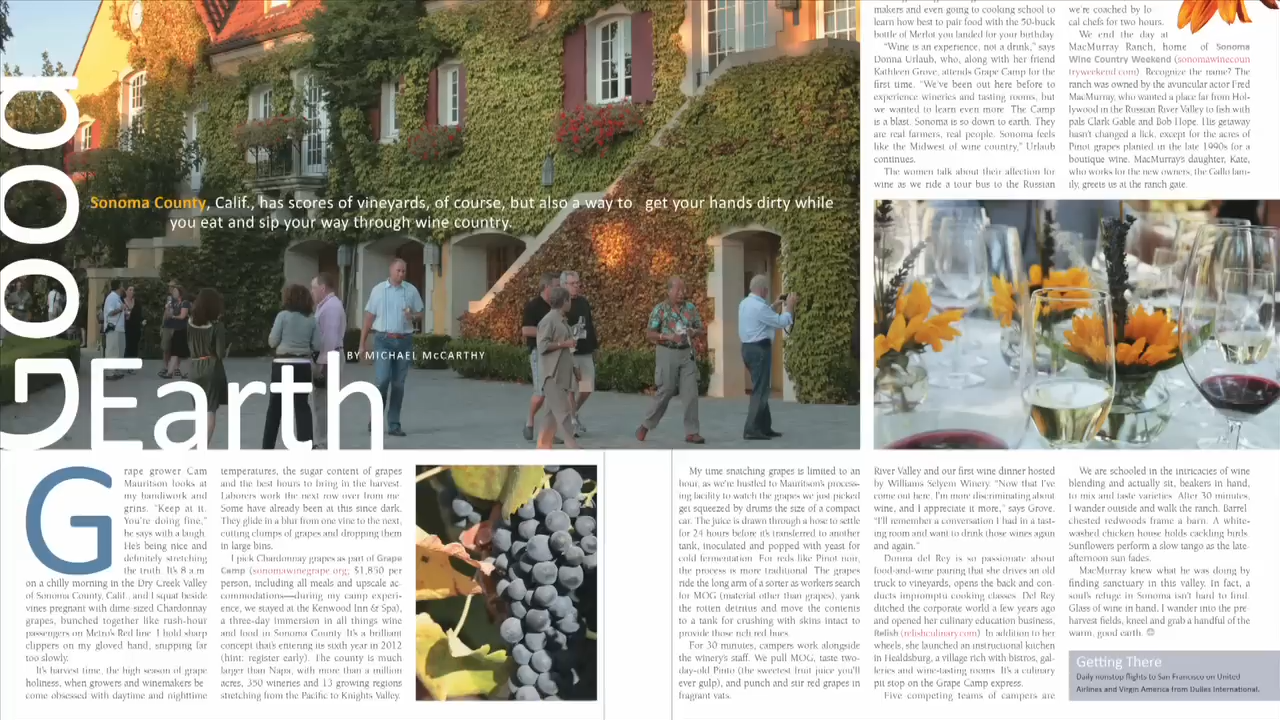 Good
Earth
Sonoma County, Calif., has scores of vineyards, of course, but also a way to get your hands dirty while
you eat and sip your way through wine country.
BY MICHAEL McCARTHY
Grape grower Cam
Mauritson looks at
my handiwork and
grins. "Keep at it.
You're doing fine,"
he says with a laugh.
He's being nice and
definitely stretching
the truth. It's 8 a.m.
on a chilly morning in the Dry Creek Valley
of Sonoma County, Calif., and I squat beside
vines pregnant with dime-sized Chardonnay
grapes, bunched together like rush-hour
passengers on Metro's Red line. I hold sharp
clippers on my gloved hand, snipping far
too slowly.
It's harvest time, the high season of grape
holiness, when growers and winemakers be
come obsessed with daytime and nighttime
temperatures, the sugar content of grapes
and the best hours to bring in the harvest.
Laborers work the next row over from me.
Some have already been at this since dark.
They glide in a blur from one vine to the next,
cutting clumps of grapes and dropping them
in large bins.
I pick Chardonnay grapes as part of Grape
Camp (sonomawinegrape.org; $1,850 per
person, including all meals and upscale ac-
commodations—during my camp experi-
ence, we stayed at the Kenwood Inn & Spa),
a three-day immersion in all things wine
and food in Sonoma County. It's a brilliant
concept that's entering its sixth year in 2012
(hint: register early). The county is much
larger than Napa, with more than a million
acres, 350 wineries and 13 growing regions
stretching from the Pacific to Knights Valley.
My time snatching grapes is limited to an
hour, as we're hustled to Mauritson's process-
ing facility to watch the grapes we just picked
get squeezed by drums the size of a compact
car. The juice is drawn through a hose to settle
for 24 hours before it's transferred to another
tank, inoculated and popped with yeast for
cold fermentation. For reds like Pinot noir,
the process is more traditional. The grapes
ride the long arm of a sorter as workers search
for MOG (material other than grapes), yank
the rotten detritus and move the contents
to a tank for crushing with skins intact to
provide those rich red hues.
For 30 minutes, campers work alongside
the winery's staff. We pull MOG, taste two-
day-old Pinto (the sweetest fruit juice you'll
ever gulp), and punch and stir red grapes in
fragrant vats.
makers and even going to cooking school to
learn how best to pair food with the 50-buck
bottle of Merlot you landed for your birthday.
"Wine is an experience, not a drink," says
Donna Urlaub, who, along with her friend
Kathleen Grove, attends Grape Camp for the
first time. "We've been out here before to
experience wineries and tasting rooms, but
we wanted to learn even more. The Camp
is a blast. Sonoma is so down to earth. They
are real farmers, real people. Sonoma feels
like the Midwest of wine country," Urlaub
continues.
The women talk about their affection for
wine as we ride a tour bus to the Russian
River Valley and our first wine dinner hosted
by Williams Selyem Winery. "Now that I've
come out here, I'm more discriminating about
wine, and I appreciate it more," says Grove.
"I'll remember a conversation I had in a tast-
ing room and want to drink those wines again
and again."
Donna del Rey is so passionate about
food-and-wine pairing that she drives an old
truck to vineyards, opens the back and con-
ducts impromptu cooking classes. Del Rey
ditched the corporate world a few years ago
and opened her culinary education business,
Relish (relishculinary.com). In addition to her
wheels, she launched an instructional kitchen
in Healdsburg, a village rich with bistros, gal-
leries and wine-tasting rooms. It's a culinary
pit stop on the Grape Camp express.
Five competing teams of campers are
we're coached by lo
cal chefs for two hours.
We end the day at
MacMurray Ranch, home of Sonoma
Wine Country Weekend (sonomawinecoun
tryweekend.com). Recognize the name? The
ranch was owned by the avuncular actor Fred
MacMurray, who wanted a place far from Hol-
lywood in the Russian River Valley to fish with
pals Clark Gable and Bob Hope. His getaway
hasn't changed a lick, except for the acres of
Pinot grapes planted in the late 1990s for a
boutique wine. MacMurray's daughter, Kate,
who works for the new owners, the Gallo fam-
ily, greets us at the ranch gate.
We are schooled in the intricacies of wine
blending and actually sit, beakers in hand,
to mix and taste varieties. After 30 minutes,
I wander outside and walk the ranch. Barrel
chested redwoods frame a barn. A white-
washed chicken house holds cackling birds.
Sunflowers perform a slow tango as the late-
afternoon sun fades.
MacMurray knew what he was doing by
finding sanctuary in this valley. In fact, a
soul's refuge in Sonoma isn't hard to find.
Glass of wine in hand, I wander into the pre-
harvest fields, kneel and grab a handful of the
warm, good earth.
Getting There
Daily nonstop flights to San Francisco on United
Airlines and Virgin America from Dulles International.